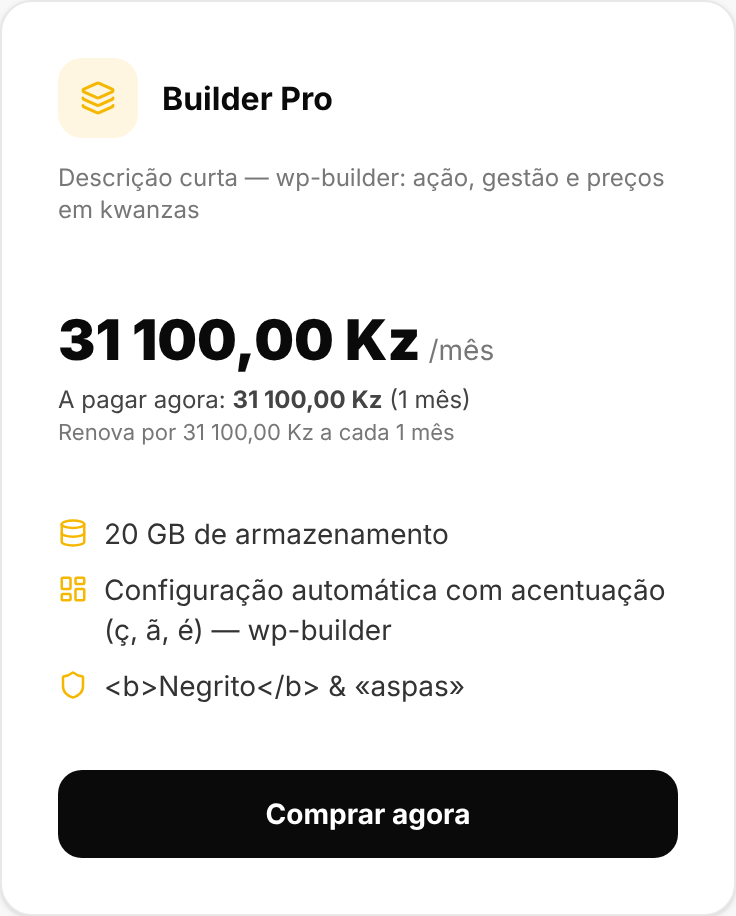 Builder Pro
Descrição curta — wp-builder: ação, gestão e preços
em kwanzas
31 100,00 Kz /mês
A pagar agora: 31 100,00 Kz (1 mês)
Renova por 31 100,00 Kz a cada 1 mês
20 GB de armazenamento
Configuração automática com acentuação
(ç, ã, é) — wp-builder
<b>Negrito</b> & «aspas»
Comprar agora